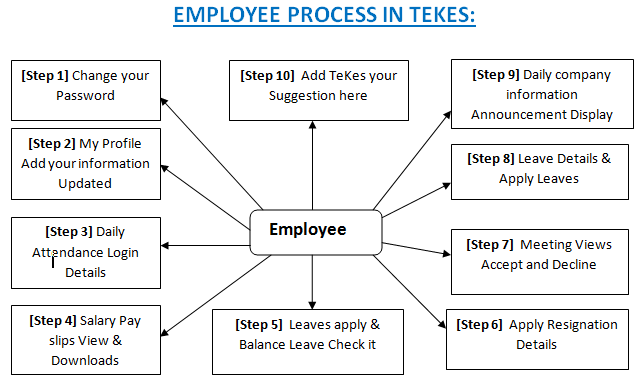 EMPLOYEE PROCESS IN TEKES:
[Step 1] Change your
Password
[Step 10] Add TeKes your
Suggestion here
[Step 9] Daily company
information
Announcement Display
[Step 2] My Profile
Add your information
Updated
[Step 8] Leave Details &
Apply Leaves
Employee
[Step 3] Daily
Attendance Login
Details
[Step 7] Meeting Views
Accept and Decline
[Step 4] Salary Pay
slips View &
Downloads
[Step 5] Leaves apply &
Balance Leave Check it
[Step 6] Apply Resignation
Details